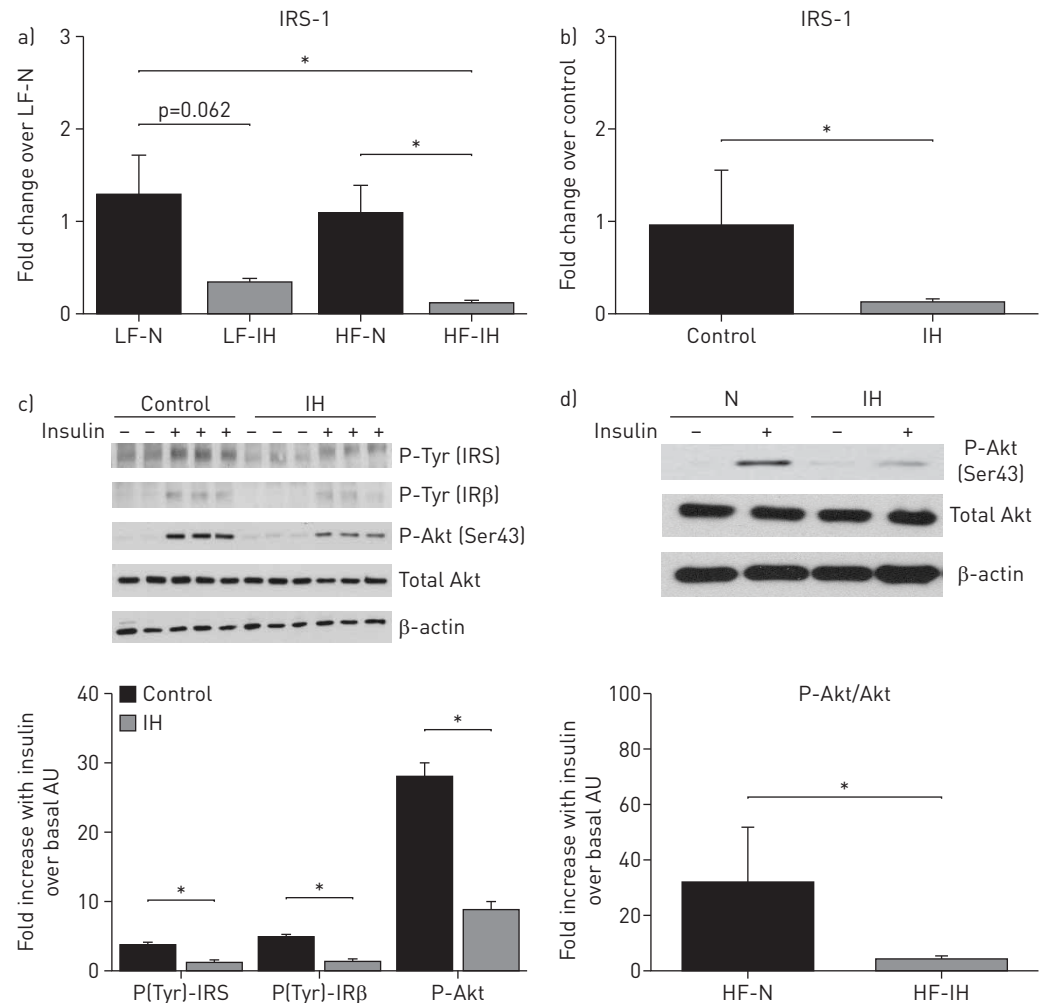 a)
IRS-1
Fold change over LF-N
3
2
1
0
*
p=0.062
*
LF-N LF-IH HF-N HF-IH
b)
IRS-1
Fold change over control
3
2
1
0
*
Control IH
c)
Control IH
Insulin – – + + + – – – + + +
P-Tyr (IRS)
P-Tyr (IRβ)
P-Akt (Ser43)
Total Akt
β-actin
Fold increase with insulin
over basal AU
40
30
20
10
0
Control
IH
*
*
*
P(Tyr)-IRS P(Tyr)-IRβ P-Akt
d)
N IH
Insulin – + – +
P-Akt
(Ser43)
Total Akt
β-actin
P-Akt/Akt
Fold increase with insulin
over basal AU
100
80
60
40
20
0
*
HF-N HF-IH